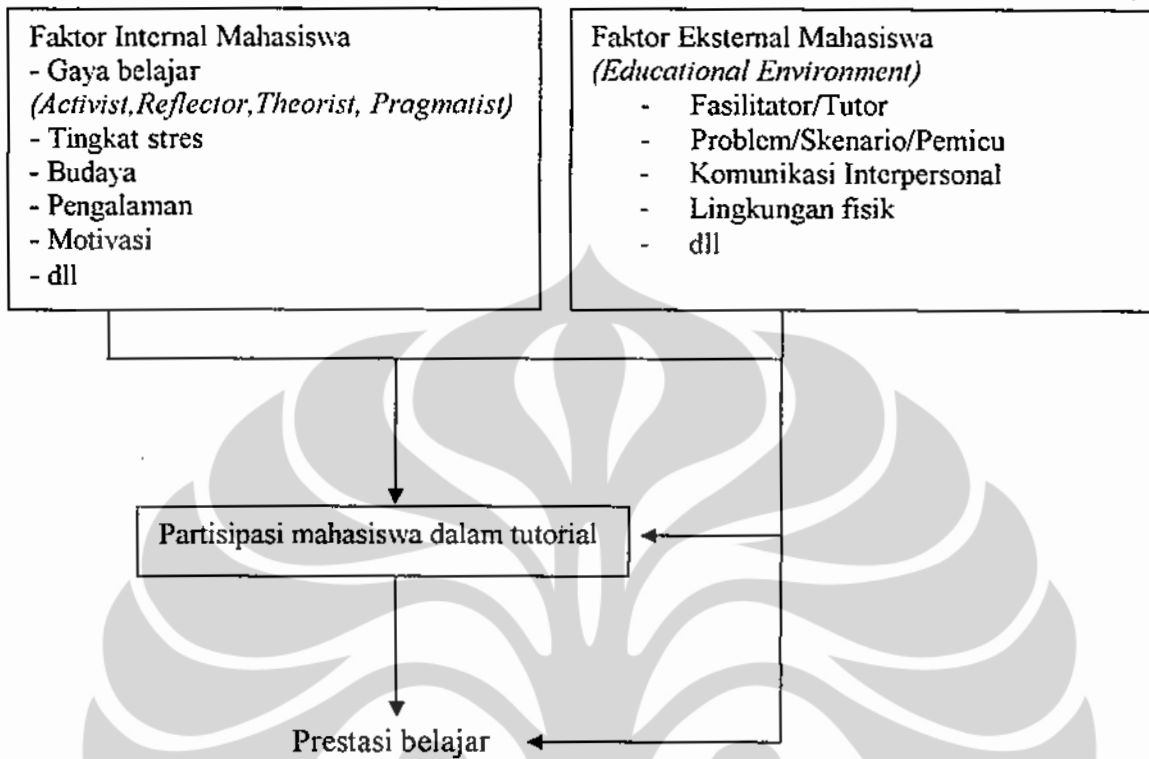 Faktor Internal Mahasiswa
- Gaya belajar
(Activist,Reflector,Theorist, Pragmatist)
- Tingkat stres
- Budaya
- Pengalaman
- Motivasi
- dll
Faktor Eksternal Mahasiswa
(Educational Environment)
- Fasilitator/Tutor
- Problem/Skenario/Pemicu
- Komunikasi Interpersonal
- Lingkungan fisik
- dll
Partisipasi mahasiswa dalam tutorial
Prestasi belajar